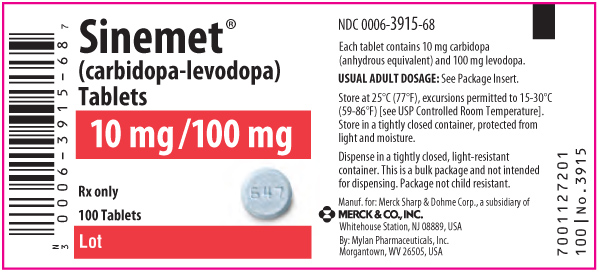 Sinemet®
(carbidopa-levodopa)
Tablets
10 mg/100 mg
Rx only
100 Tablets
Lot
647
N
3
0006-3915-68
7
NDC 0006-3915-68
Each tablet contains 10 mg carbidopa
(anhydrous equivalent) and 100 mg levodopa.
USUAL ADULT DOSAGE: See Package Insert.
Store at 25°C (77°F), excursions permitted to 15-30°C
(59-86°F) [see USP Controlled Room Temperature].
Store in a tightly closed container, protected from
light and moisture.
Dispense in a tightly closed, light-resistant
container. This is a bulk package and not intended
for dispensing. Package not child resistant.
Manuf. for: Merck Sharp & Dohme Corp., a subsidiary of
MERCK & CO., INC.
Whitehouse Station, NJ 08889, USA
By: Mylan Pharmaceuticals, Inc.
Morgantown, WV 26505, USA
7001127201
100 | No. 3915